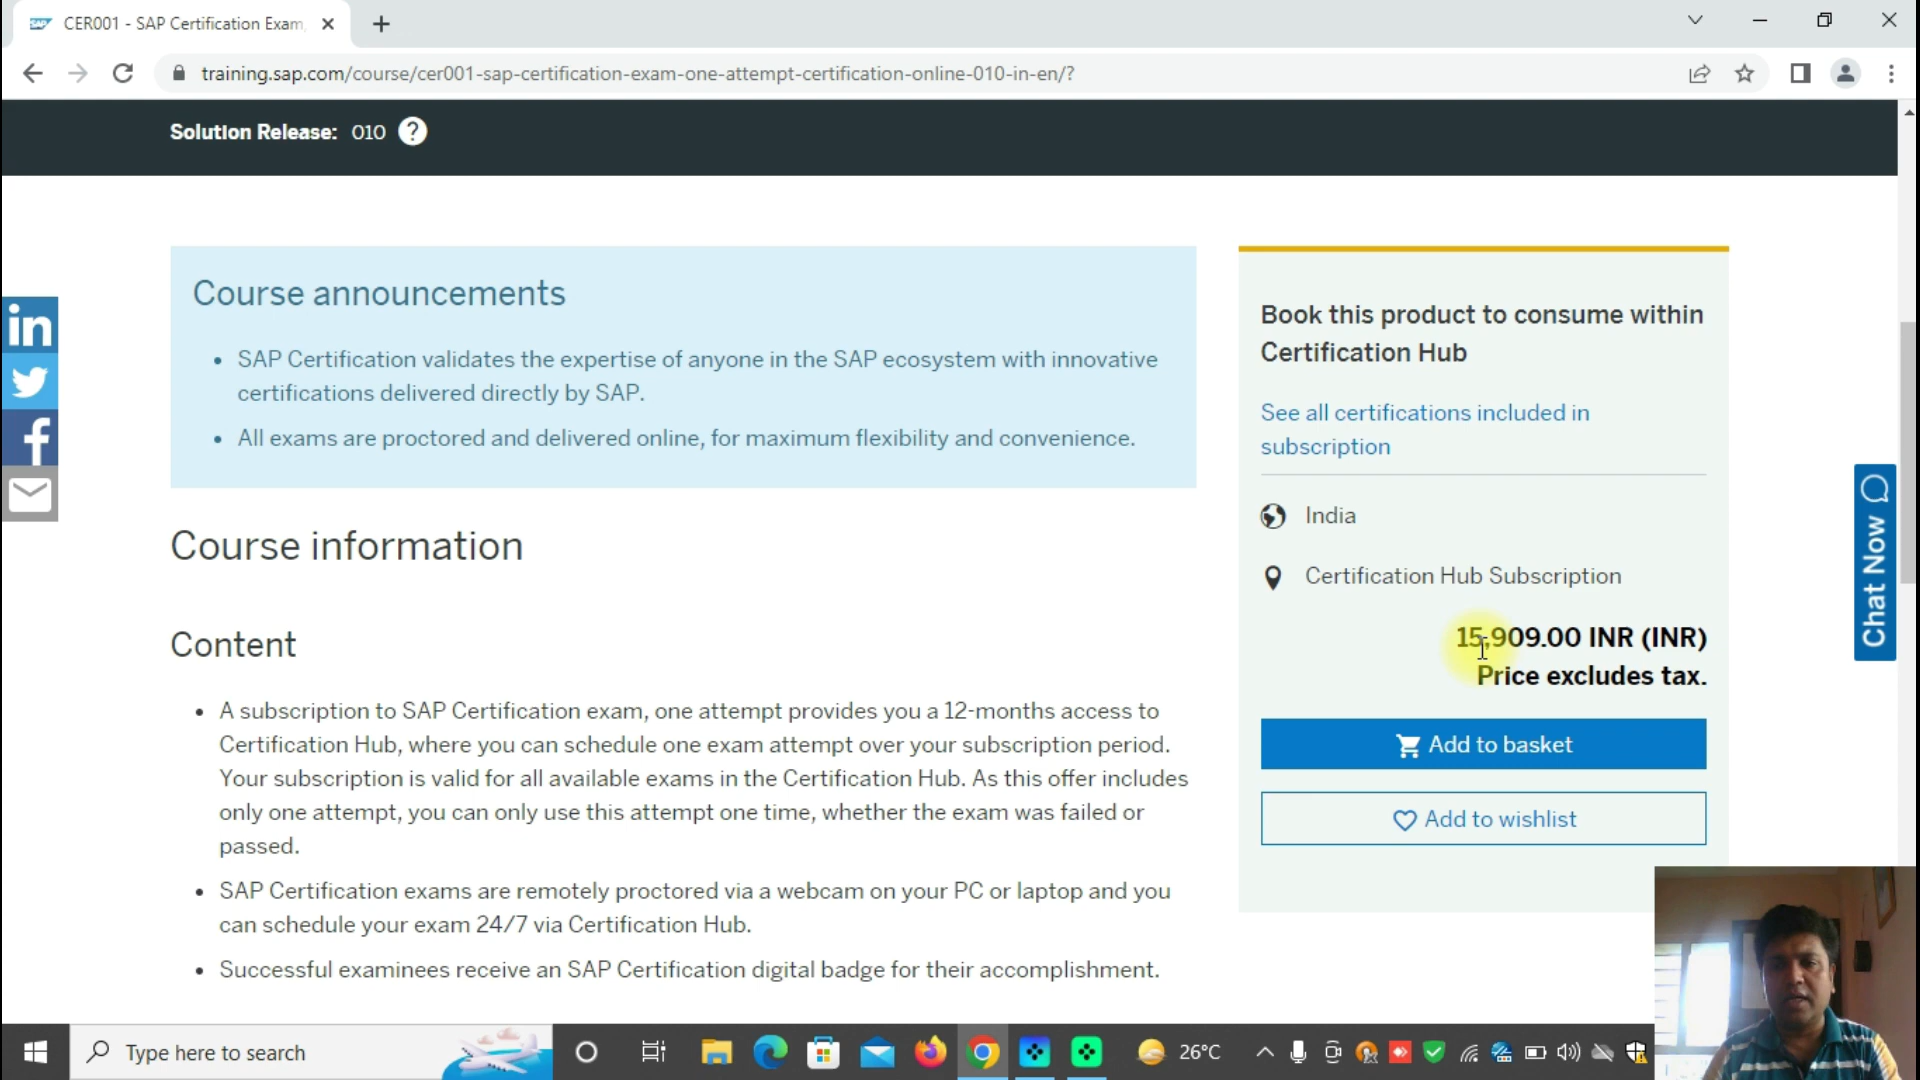 SAP CER001 - SAP Certification Exam,
training.sap.com/course/cer001-sap-certification-exam-one-attempt-certification-online-010-in-en/?
Solution Release: 010 ?
Course announcements
• SAP Certification validates the expertise of anyone in the SAP ecosystem with innovative
certifications delivered directly by SAP.
• All exams are proctored and delivered online, for maximum flexibility and convenience.
in
f
Course information
Content
• A subscription to SAP Certification exam, one attempt provides you a 12-months access to
Certification Hub, where you can schedule one exam attempt over your subscription period.
Your subscription is valid for all available exams in the Certification Hub. As this offer includes
only one attempt, you can only use this attempt one time, whether the exam was failed or
passed.
• SAP Certification exams are remotely proctored via a webcam on your PC or laptop and you
can schedule your exam 24/7 via Certification Hub.
• Successful examinees receive an SAP Certification digital badge for their accomplishment.
Book this product to consume within
Certification Hub
See all certifications included in
subscription
India
Certification Hub Subscription
15,909.00 INR (INR)
Price excludes tax.
Add to basket
Add to wishlist
Chat Now
Type here to search
26°C